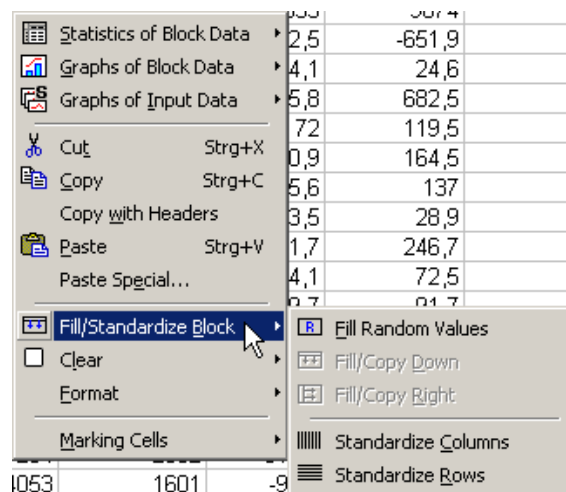 Statistics of Block Data
2,5 -651,9
Graphs of Block Data
4,1 24,6
Graphs of Input Data
5,8 682,5
72 119,5
Cut Strg+X
0,9 164,5
Copy Strg+C
5,6 137
Copy with Headers
3,5 28,9
Paste Strg+V
1,7 246,7
Paste Special...
4,1 72,5
Fill/Standardize Block
Fill Random Values
Clear
Fill/Copy Down
Format
Fill/Copy Right
Marking Cells
Standardize Columns
Standardize Rows
4053 1601 -9